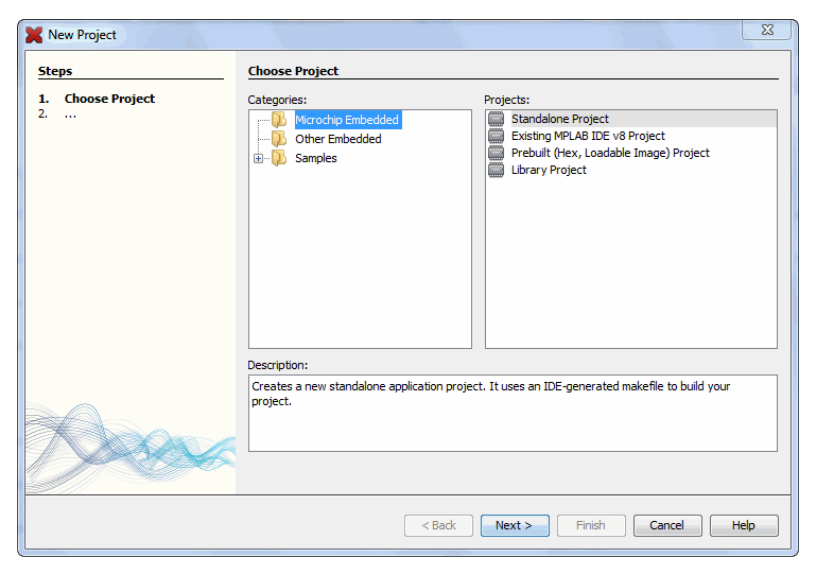 New Project
Steps
1. Choose Project
2. ...
Choose Project
Categories:
Microchip Embedded
Other Embedded
Samples
Projects:
Standalone Project
Existing MPLAB IDE v8 Project
Prebuilt (Hex, Loadable Image) Project
Library Project
Description:
Creates a new standalone application project. It uses an IDE-generated makefile to build your
project.
< Back
Next >
Finish
Cancel
Help